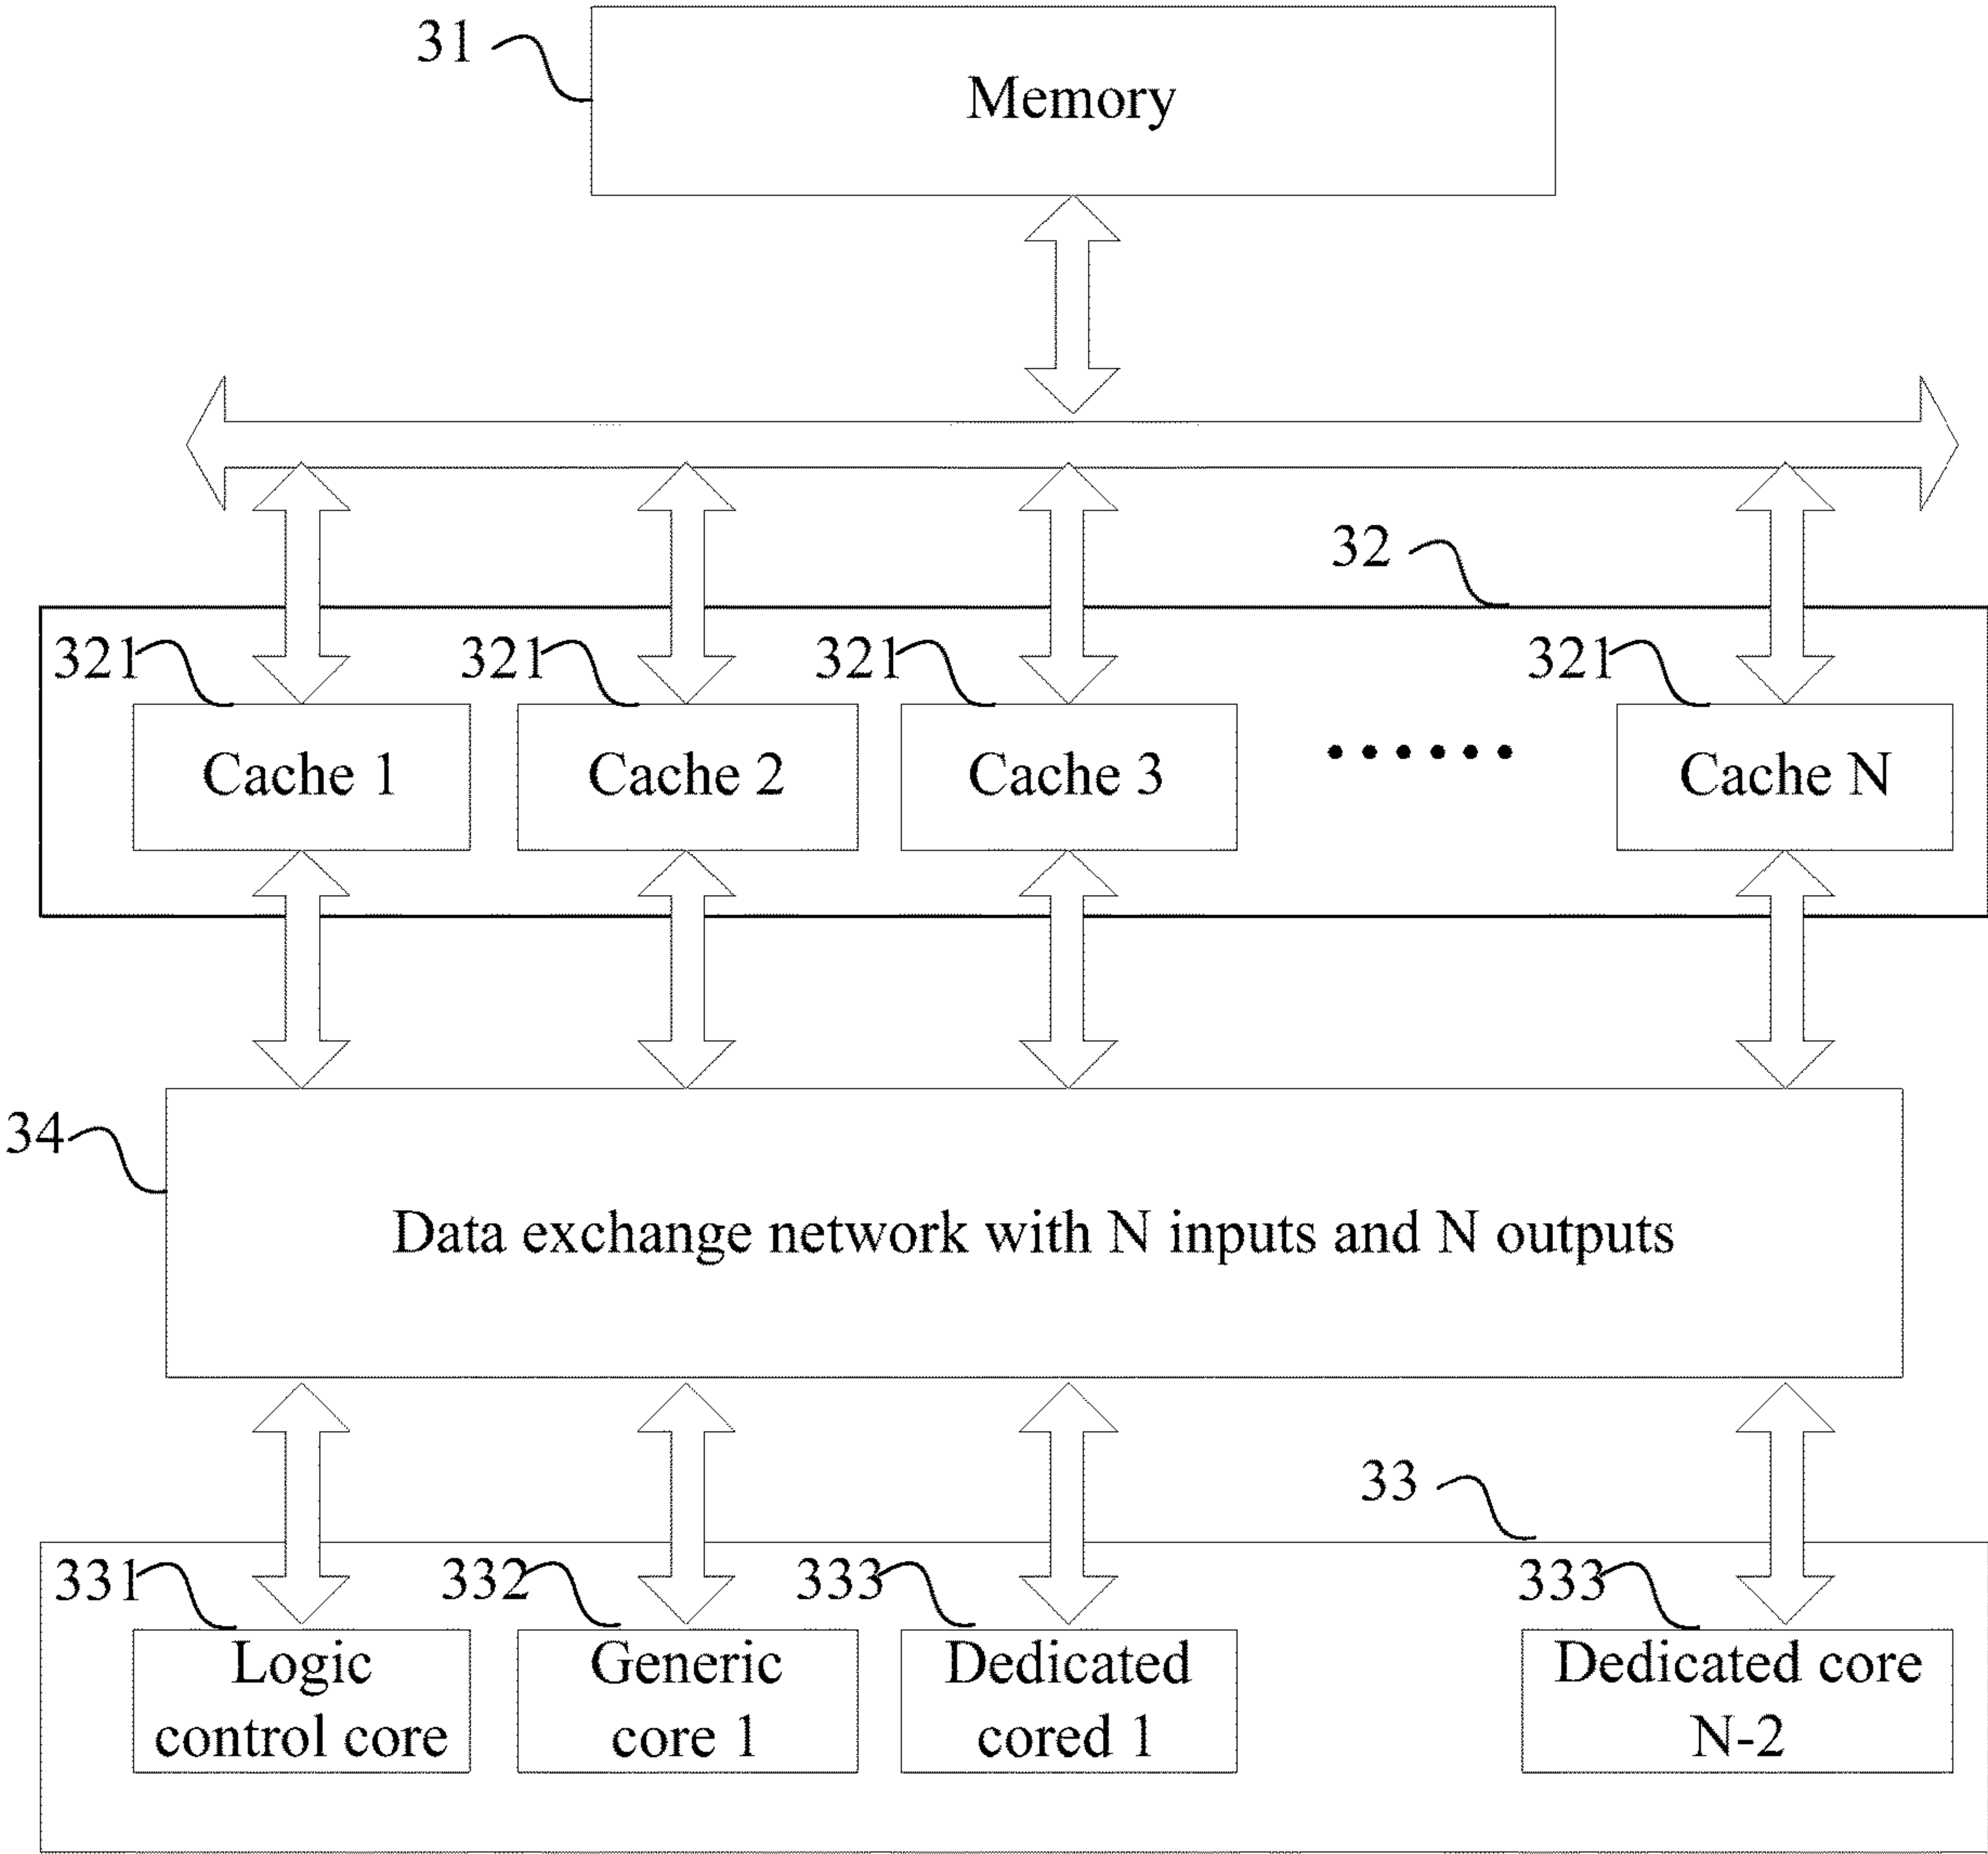 31
Memory
32
321
321
321
321
Cache 1
Cache 2
Cache 3
Cache N
34
Data exchange network with N inputs and N outputs
33
331
332
333
333
Logic
control core
Generic
core 1
Dedicated
cored 1
Dedicated core
N-2